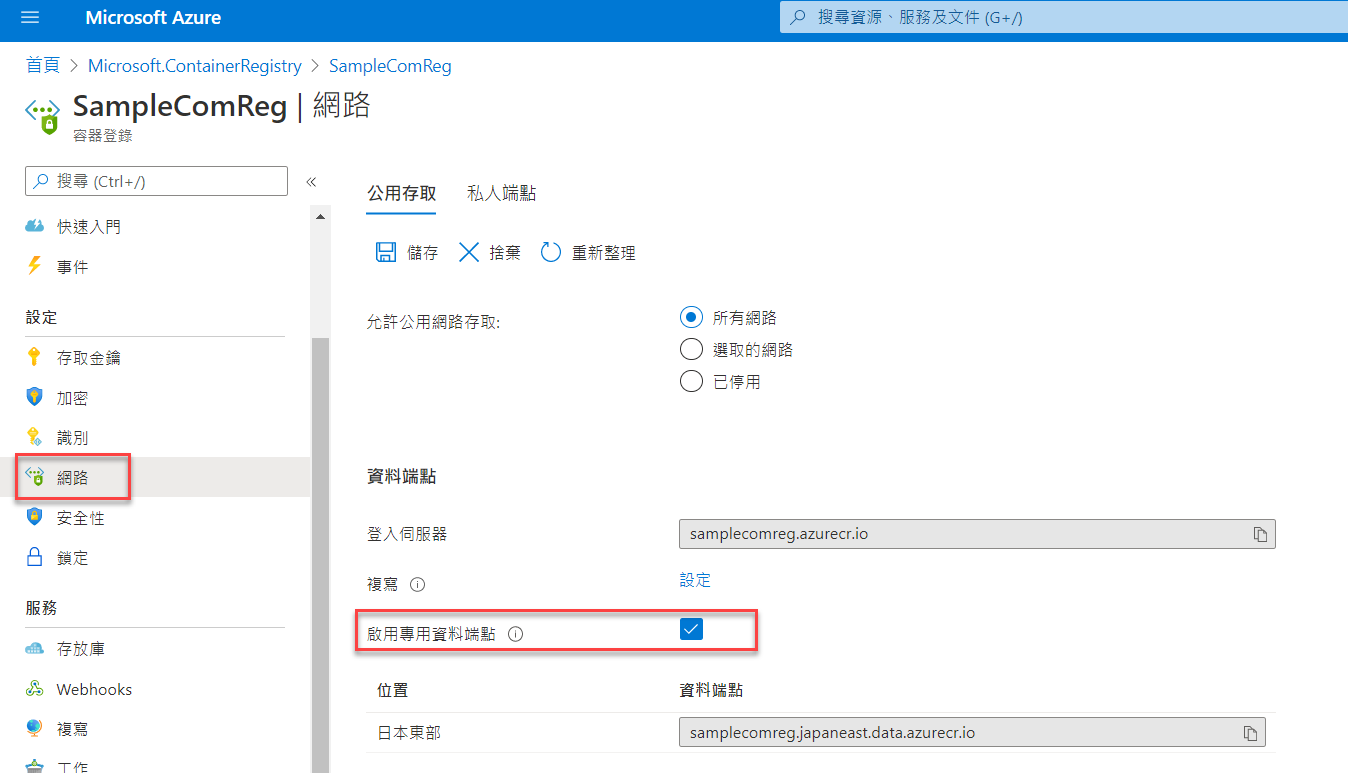 Microsoft Azure
搜尋資源、服務及文件 (G+/)
首頁 > Microsoft.ContainerRegistry > SampleComReg
SampleComReg | 網路
容器登錄
搜尋 (Ctrl+/)
«
快速入門
事件
設定
存取金鑰
加密
識別
網路
安全性
鎖定
服務
存放庫
Webhooks
複寫
工作
公用存取 私人端點
儲存 捨棄 重新整理
允許公用網路存取:
所有網路
選取的網路
已停用
資料端點
登入伺服器 samplecomreg.azurecr.io
複寫 設定
啟用專用資料端點
位置 資料端點
日本東部 samplecomreg.japaneast.data.azurecr.io